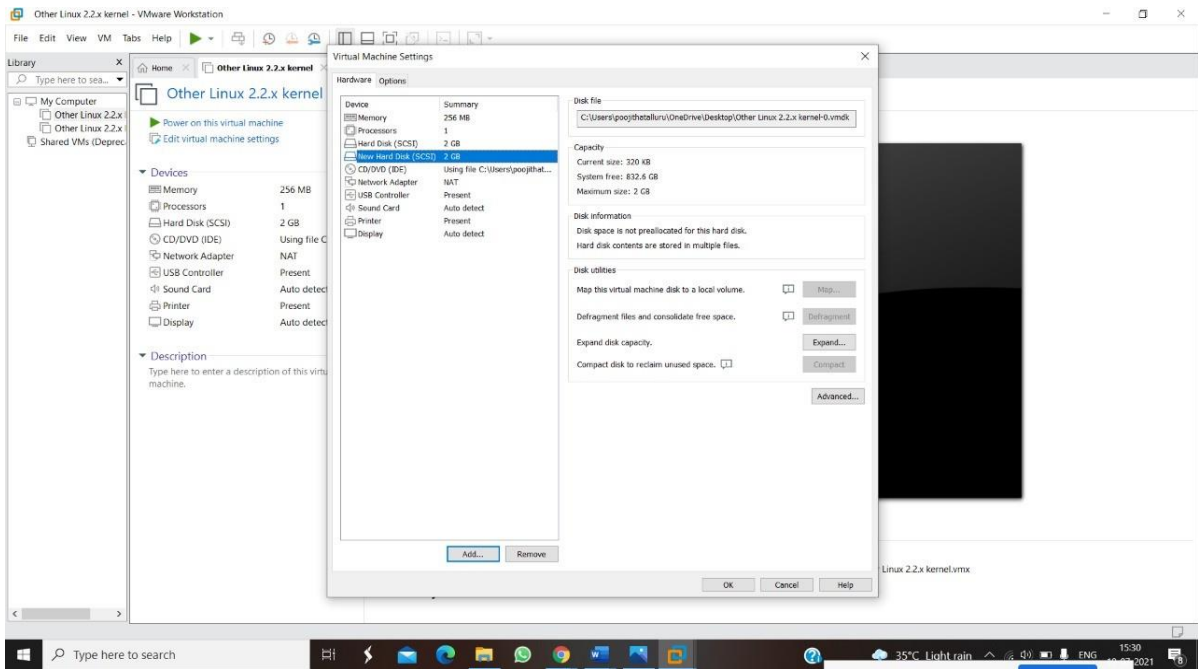 Other Linux 2.2.x kernel - VMware Workstation
File Edit View VM Tabs Help
Library X
Type here to sea...
My Computer
Other Linux 2.2.x
Other Linux 2.2.x
Shared VMs (Deprec
Home
Other Linux 2.2.x kernel
Other Linux 2.2.x kernel
Power on this virtual machine
Edit virtual machine settings
Devices
Memory 256 MB
Processors 1
Hard Disk (SCSI) 2 GB
CD/DVD (IDE) Using file C
Network Adapter NAT
USB Controller Present
Sound Card Auto detect
Printer Present
Display Auto detect
Description
Type here to enter a description of this virtu
machine.
Virtual Machine Settings
Hardware Options
Device Summary
Memory 256 MB
Processors 1
Hard Disk (SCSI) 2 GB
New Hard Disk (SCSI) 2 GB
CD/DVD (IDE) Using file C:\Users\poojithat...
Network Adapter NAT
USB Controller Present
Sound Card Auto detect
Printer Present
Display Auto detect
Add... Remove
Disk file
C:\Users\poojithatalluru\OneDrive\Desktop\Other Linux 2.2.x kernel-0.vmdk
Capacity
Current size: 320 KB
System free: 832.6 GB
Maximum size: 2 GB
Disk information
Disk space is not preallocated for this hard disk.
Hard disk contents are stored in multiple files.
Disk utilities
Map this virtual machine disk to a local volume. Map...
Defragment files and consolidate free space. Defragment
Expand disk capacity. Expand...
Compact disk to reclaim unused space. Compact
Advanced...
OK Cancel Help
Linux 2.2.x kernel.vmx
Type here to search
35°C Light rain ENG
15:30
2021